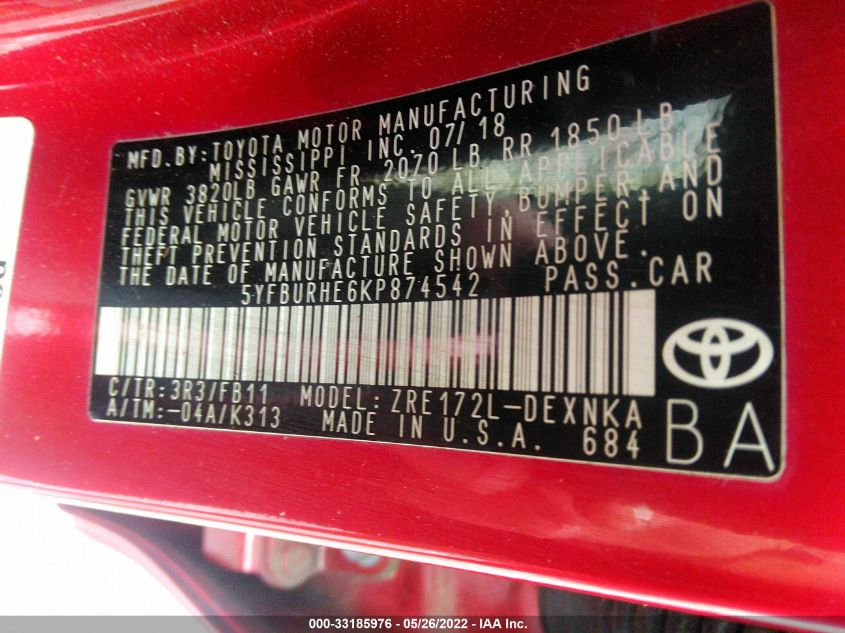 MFD.BY:TOYOTA MOTOR MANUFACTURING
MISSISSIPPI INC. 07/18
GVWR 3820LB GAWR FR 2070LB RR 1850LB
THIS VEHICLE CONFORMS TO ALL APPLICABLE
FEDERAL MOTOR VEHICLE SAFETY,BUMPER,AND
THEFT PREVENTION STANDARDS IN EFFECT ON
THE DATE OF MANUFACTURE SHOWN ABOVE.
5YFBURHE6KP874542 PASS.CAR
C/TR:3R3/FB11 MODEL:ZRE172L-DEXNKA
A/TM:-04A/K313 MADE IN U.S.A. 684
BA
000-33185976 - 05/26/2022 - IAA Inc.